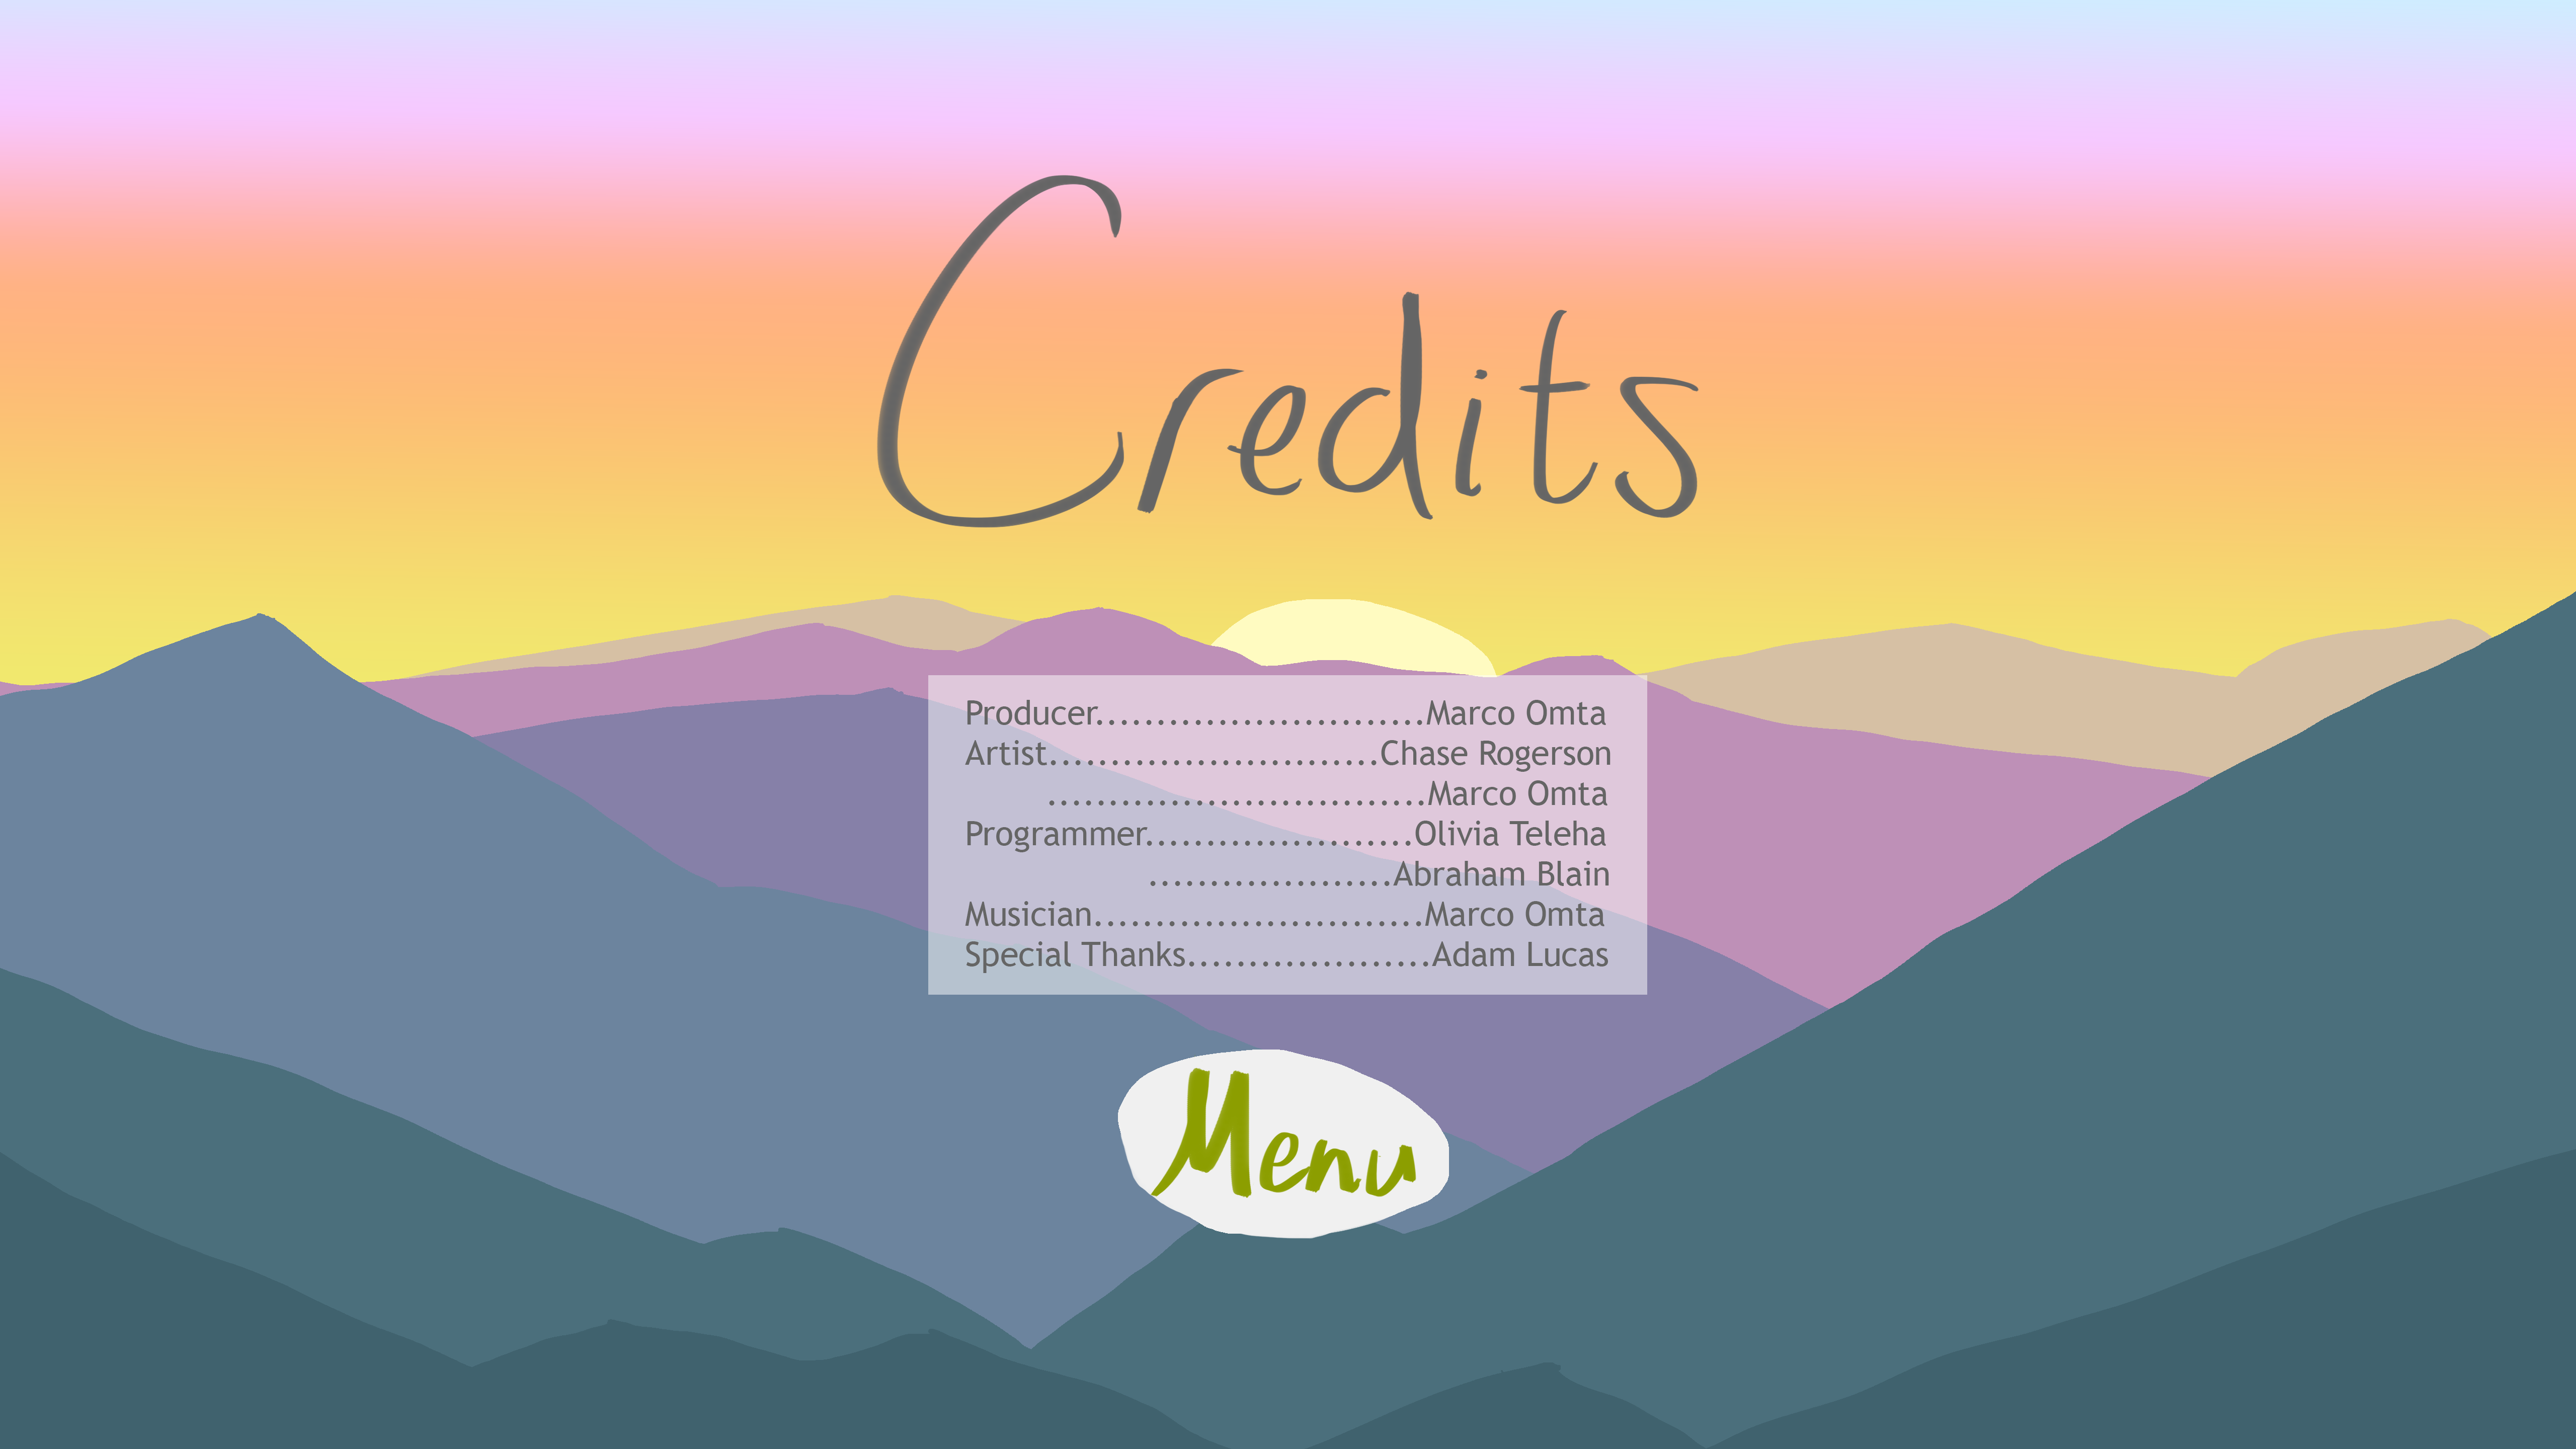 Credits
Producer...........................Marco Omta
Artist...........................Chase Rogerson
...............................Marco Omta
Programmer......................Olivia Teleha
....................Abraham Blain
Musician...........................Marco Omta
Special Thanks....................Adam Lucas
Menu